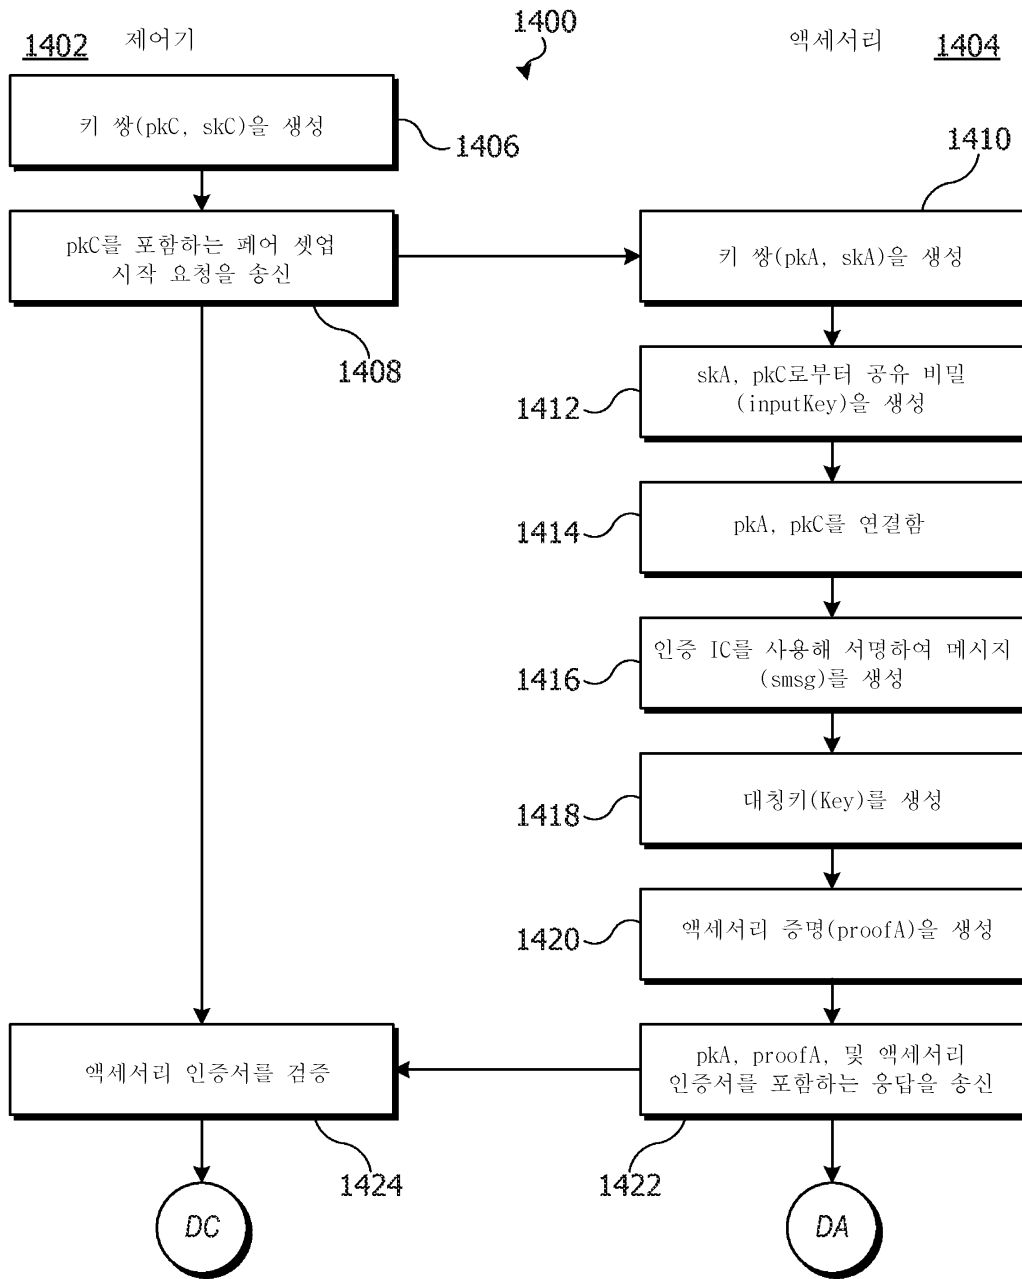 1400
1402 제어기
액세서리 1404
키 쌍(pkC, skC)을 생성
1406
1410
pkC를 포함하는 페어 셋업
시작 요청을 송신
1408
키 쌍(pkA, skA)을 생성
skA, pkC로부터 공유 비밀
(inputKey)을 생성
1412
pkA, pkC를 연결함
1414
인증 IC를 사용해 서명하여 메시지
(smsg)를 생성
1416
대칭키(Key)를 생성
1418
액세서리 증명(proofA)을 생성
1420
액세서리 인증서를 검증
1424
pkA, proofA, 및 액세서리
인증서를 포함하는 응답을 송신
1422
DC
DA